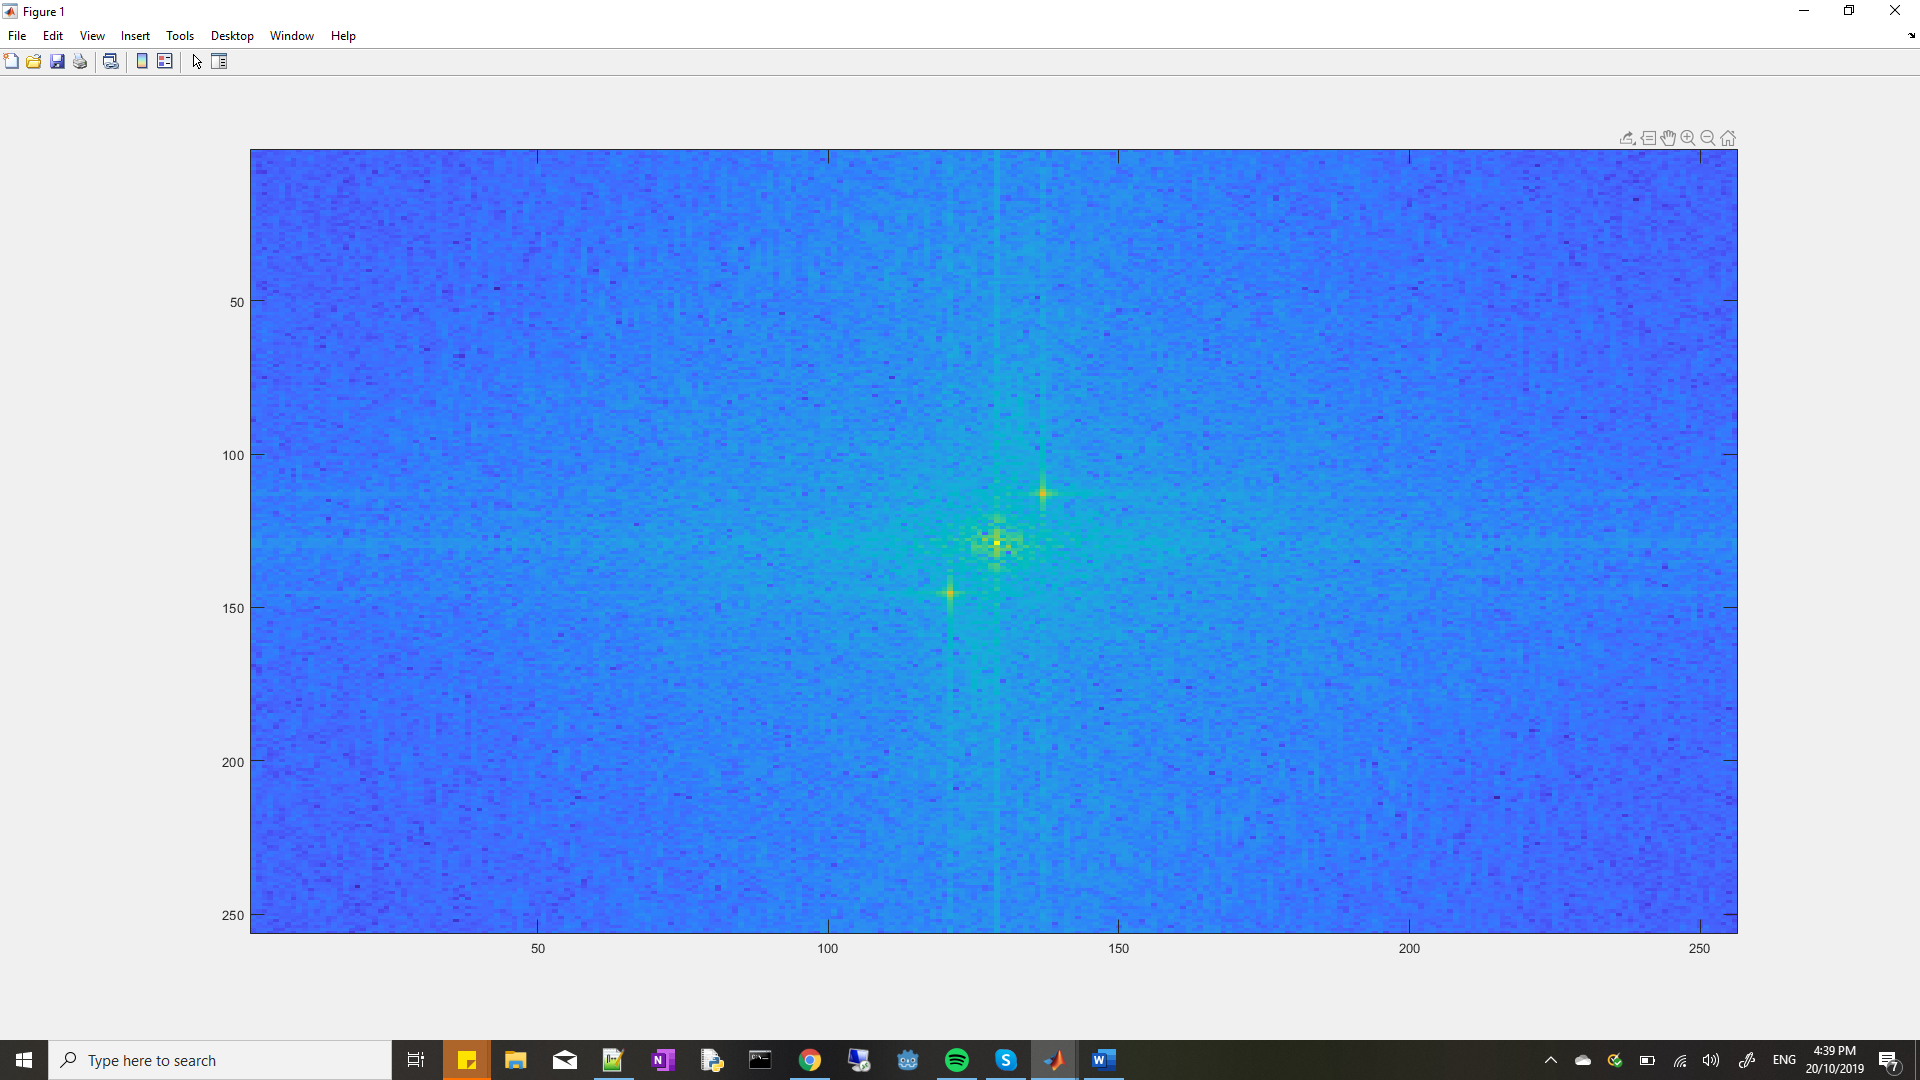 Figure 1
File Edit View Insert Tools Desktop Window Help
50
100
150
200
250
50 100 150 200 250
Type here to search
N
S
W
ENG
4:39 PM
20/10/2019
7